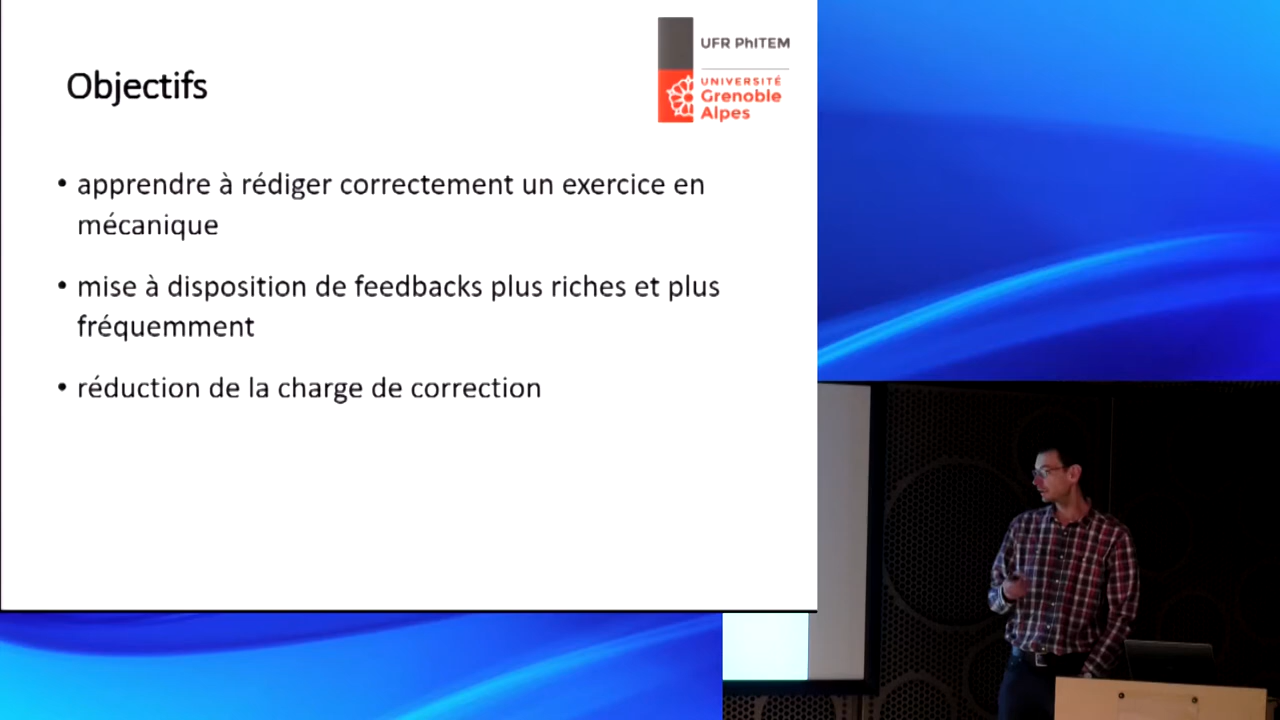 Objectifs
UFR PhITEM
UNIVERSITÉ
Grenoble
Alpes
• apprendre à rédiger correctement un exercice en
mécanique
• mise à disposition de feedbacks plus riches et plus
fréquemment
• réduction de la charge de correction